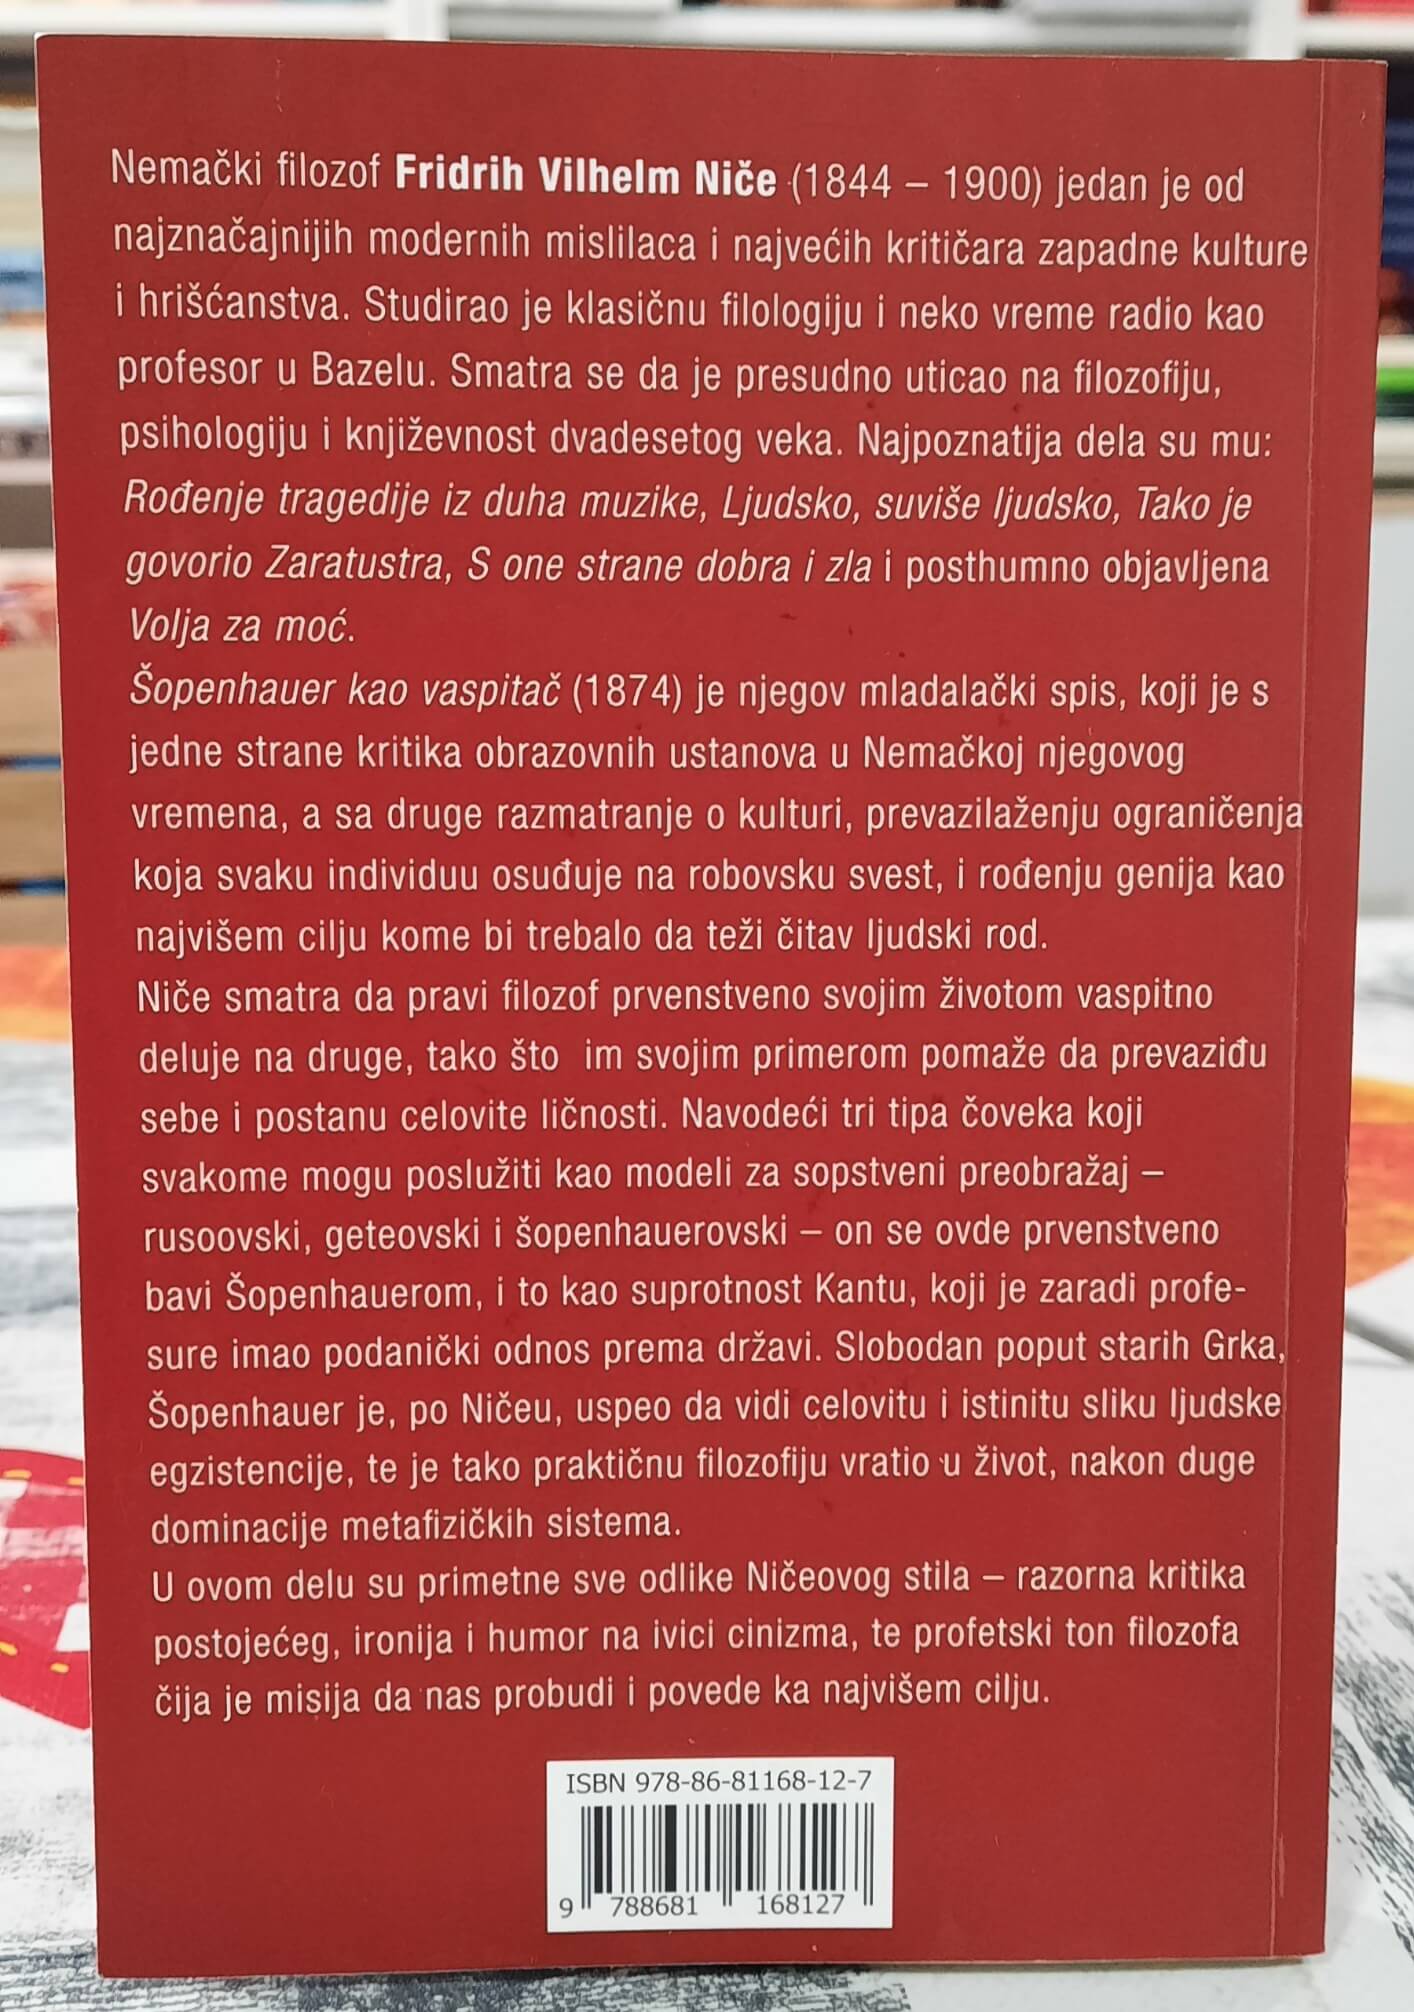 Nemački filozof Fridrih Vilhelm Niče (1844 – 1900) jedan je od
najznačajnijih modernih mislilaca i najvećih kritičara zapadne kulture
i hrišćanstva. Studirao je klasičnu filologiju i neko vreme radio kao
profesor u Bazelu. Smatra se da je presudno uticao na filozofiju,
psihologiju i književnost dvadesetog veka. Najpoznatija dela su mu:
Rođenje tragedije iz duha muzike, Ljudsko, suviše ljudsko, Tako je
govorio Zaratustra, S one strane dobra i zla i posthumno objavljena
Volja za moć.
Šopenhauer kao vaspitač (1874) je njegov mladalački spis, koji je s
jedne strane kritika obrazovnih ustanova u Nemačkoj njegovog
vremena, a sa druge razmatranje o kulturi, prevazilaženju ograničenja
koja svaku individuu osuđuje na robovsku svest, i rođenju genija kao
najvišem cilju kome bi trebalo da teži čitav ljudski rod.
Niče smatra da pravi filozof prvenstveno svojim životom vaspitno
deluje na druge, tako što  im svojim primerom pomaže da prevaziđu
sebe i postanu celovite ličnosti. Navodeći tri tipa čoveka koji
svakome mogu poslužiti kao modeli za sopstveni preobražaj –
rusoovski, geteovski i šopenhauerovski – on se ovde prvenstveno
bavi Šopenhauerom, i to kao suprotnost Kantu, koji je zaradi profe-
sure imao podanički odnos prema državi. Slobodan poput starih Grka,
Šopenhauer je, po Ničeu, uspeo da vidi celovitu i istinitu sliku ljudske
egzistencije, te je tako praktičnu filozofiju vratio u život, nakon duge
dominacije metafizičkih sistema.
U ovom delu su primetne sve odlike Ničeovog stila – razorna kritika
postojećeg, ironija i humor na ivici cinizma, te profetski ton filozofa
čija je misija da nas probudi i povede ka najvišem cilju.
ISBN 978-86-81168-12-7
9 788681 168127